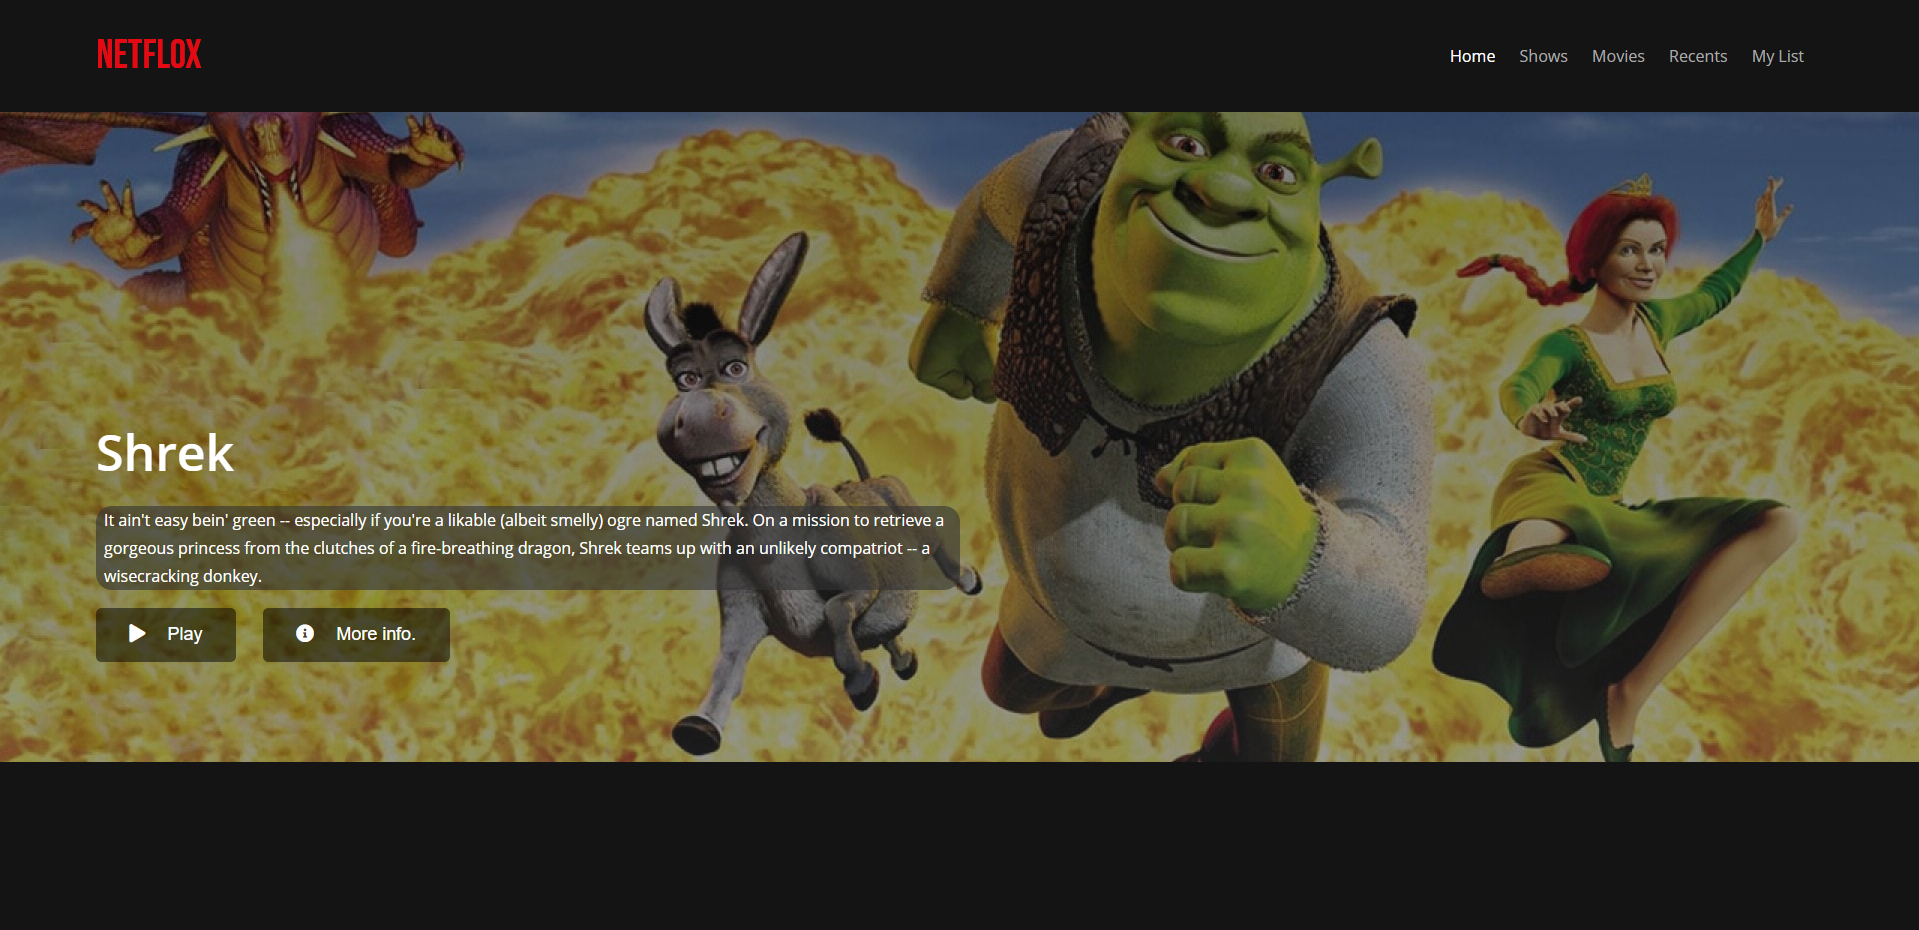 NETFLOX
Home Shows Movies Recents My List
Shrek
It ain't easy bein' green -- especially if you're a likable (albeit smelly) ogre named Shrek. On a mission to retrieve a
gorgeous princess from the clutches of a fire-breathing dragon, Shrek teams up with an unlikely compatriot -- a
wisecracking donkey.
Play More info.